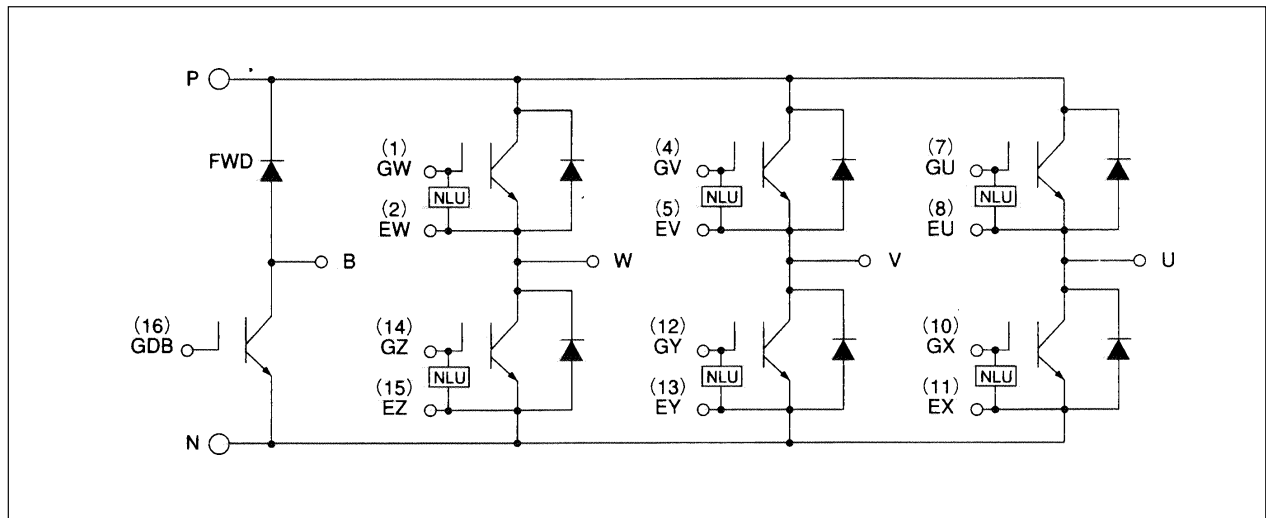 P
FWD
(1)
GW
NLU
(2)
EW
(4)
GV
NLU
(5)
EV
(7)
GU
NLU
(8)
EU
B
W
V
U
(16)
GDB
(14)
GZ
NLU
(15)
EZ
(12)
GY
NLU
(13)
EY
(10)
GX
NLU
(11)
EX
N